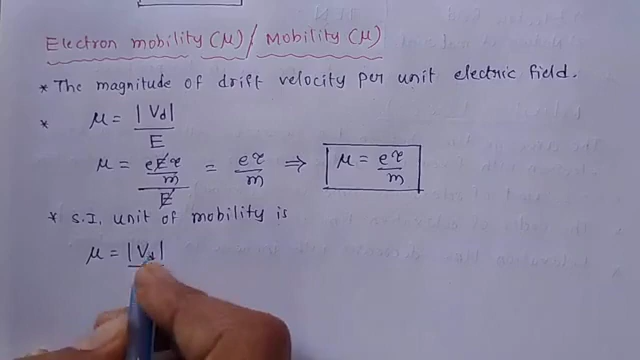 Electron mobility (μ) / Mobility (μ)
* The magnitude of drift velocity per unit electric field.
* μ = |Vd| / E
μ = eEτ/m / E = eτ/m ⇒ μ = eτ/m
* S.I. unit of mobility is
μ = |Vd|